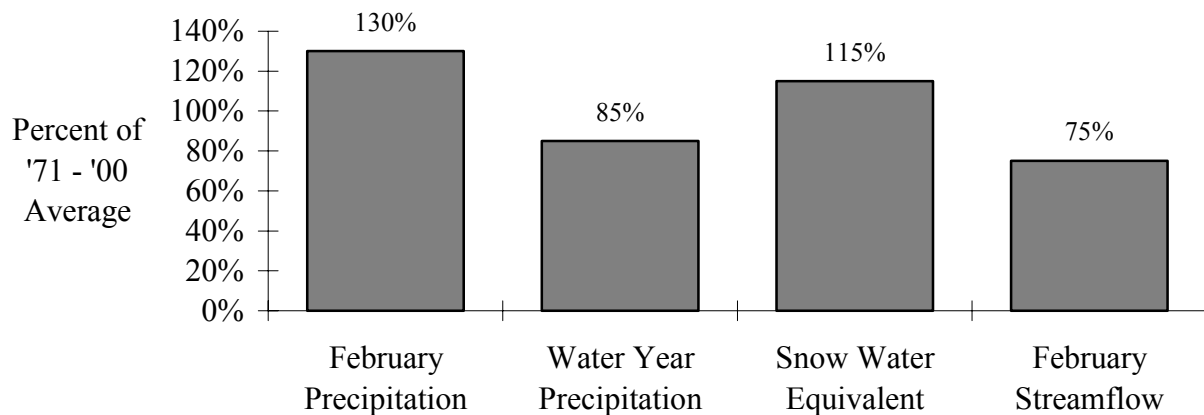 Percent of
'71 - '00
Average
140%
120%
100%
80%
60%
40%
20%
0%
130%
85%
115%
75%
February
Precipitation
Water Year
Precipitation
Snow Water
Equivalent
February
Streamflow